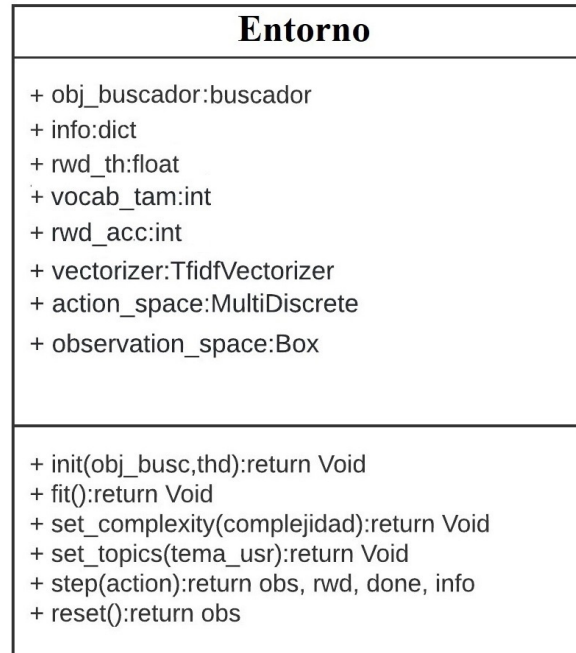 Entorno
+ obj_buscador:buscador
+ info:dict
+ rwd_th:float
+ vocab_tam:int
+ rwd_acc:int
+ vectorizer:TfidfVectorizer
+ action_space:MultiDiscrete
+ observation_space:Box
+ init(obj_busc,thd):return Void
+ fit():return Void
+ set_complexity(complejidad):return Void
+ set_topics(tema_usr):return Void
+ step(action):return obs, rwd, done, info
+ reset():return obs